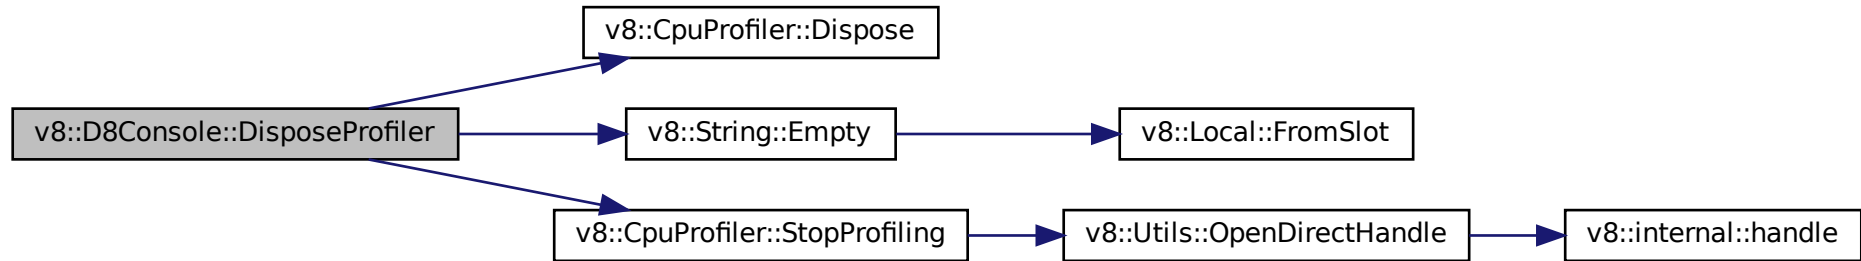 v8::CpuProfiler::Dispose
v8::D8Console::DisposeProfiler
v8::String::Empty
v8::Local::FromSlot
v8::CpuProfiler::StopProfiling
v8::Utils::OpenDirectHandle
v8::internal::handle